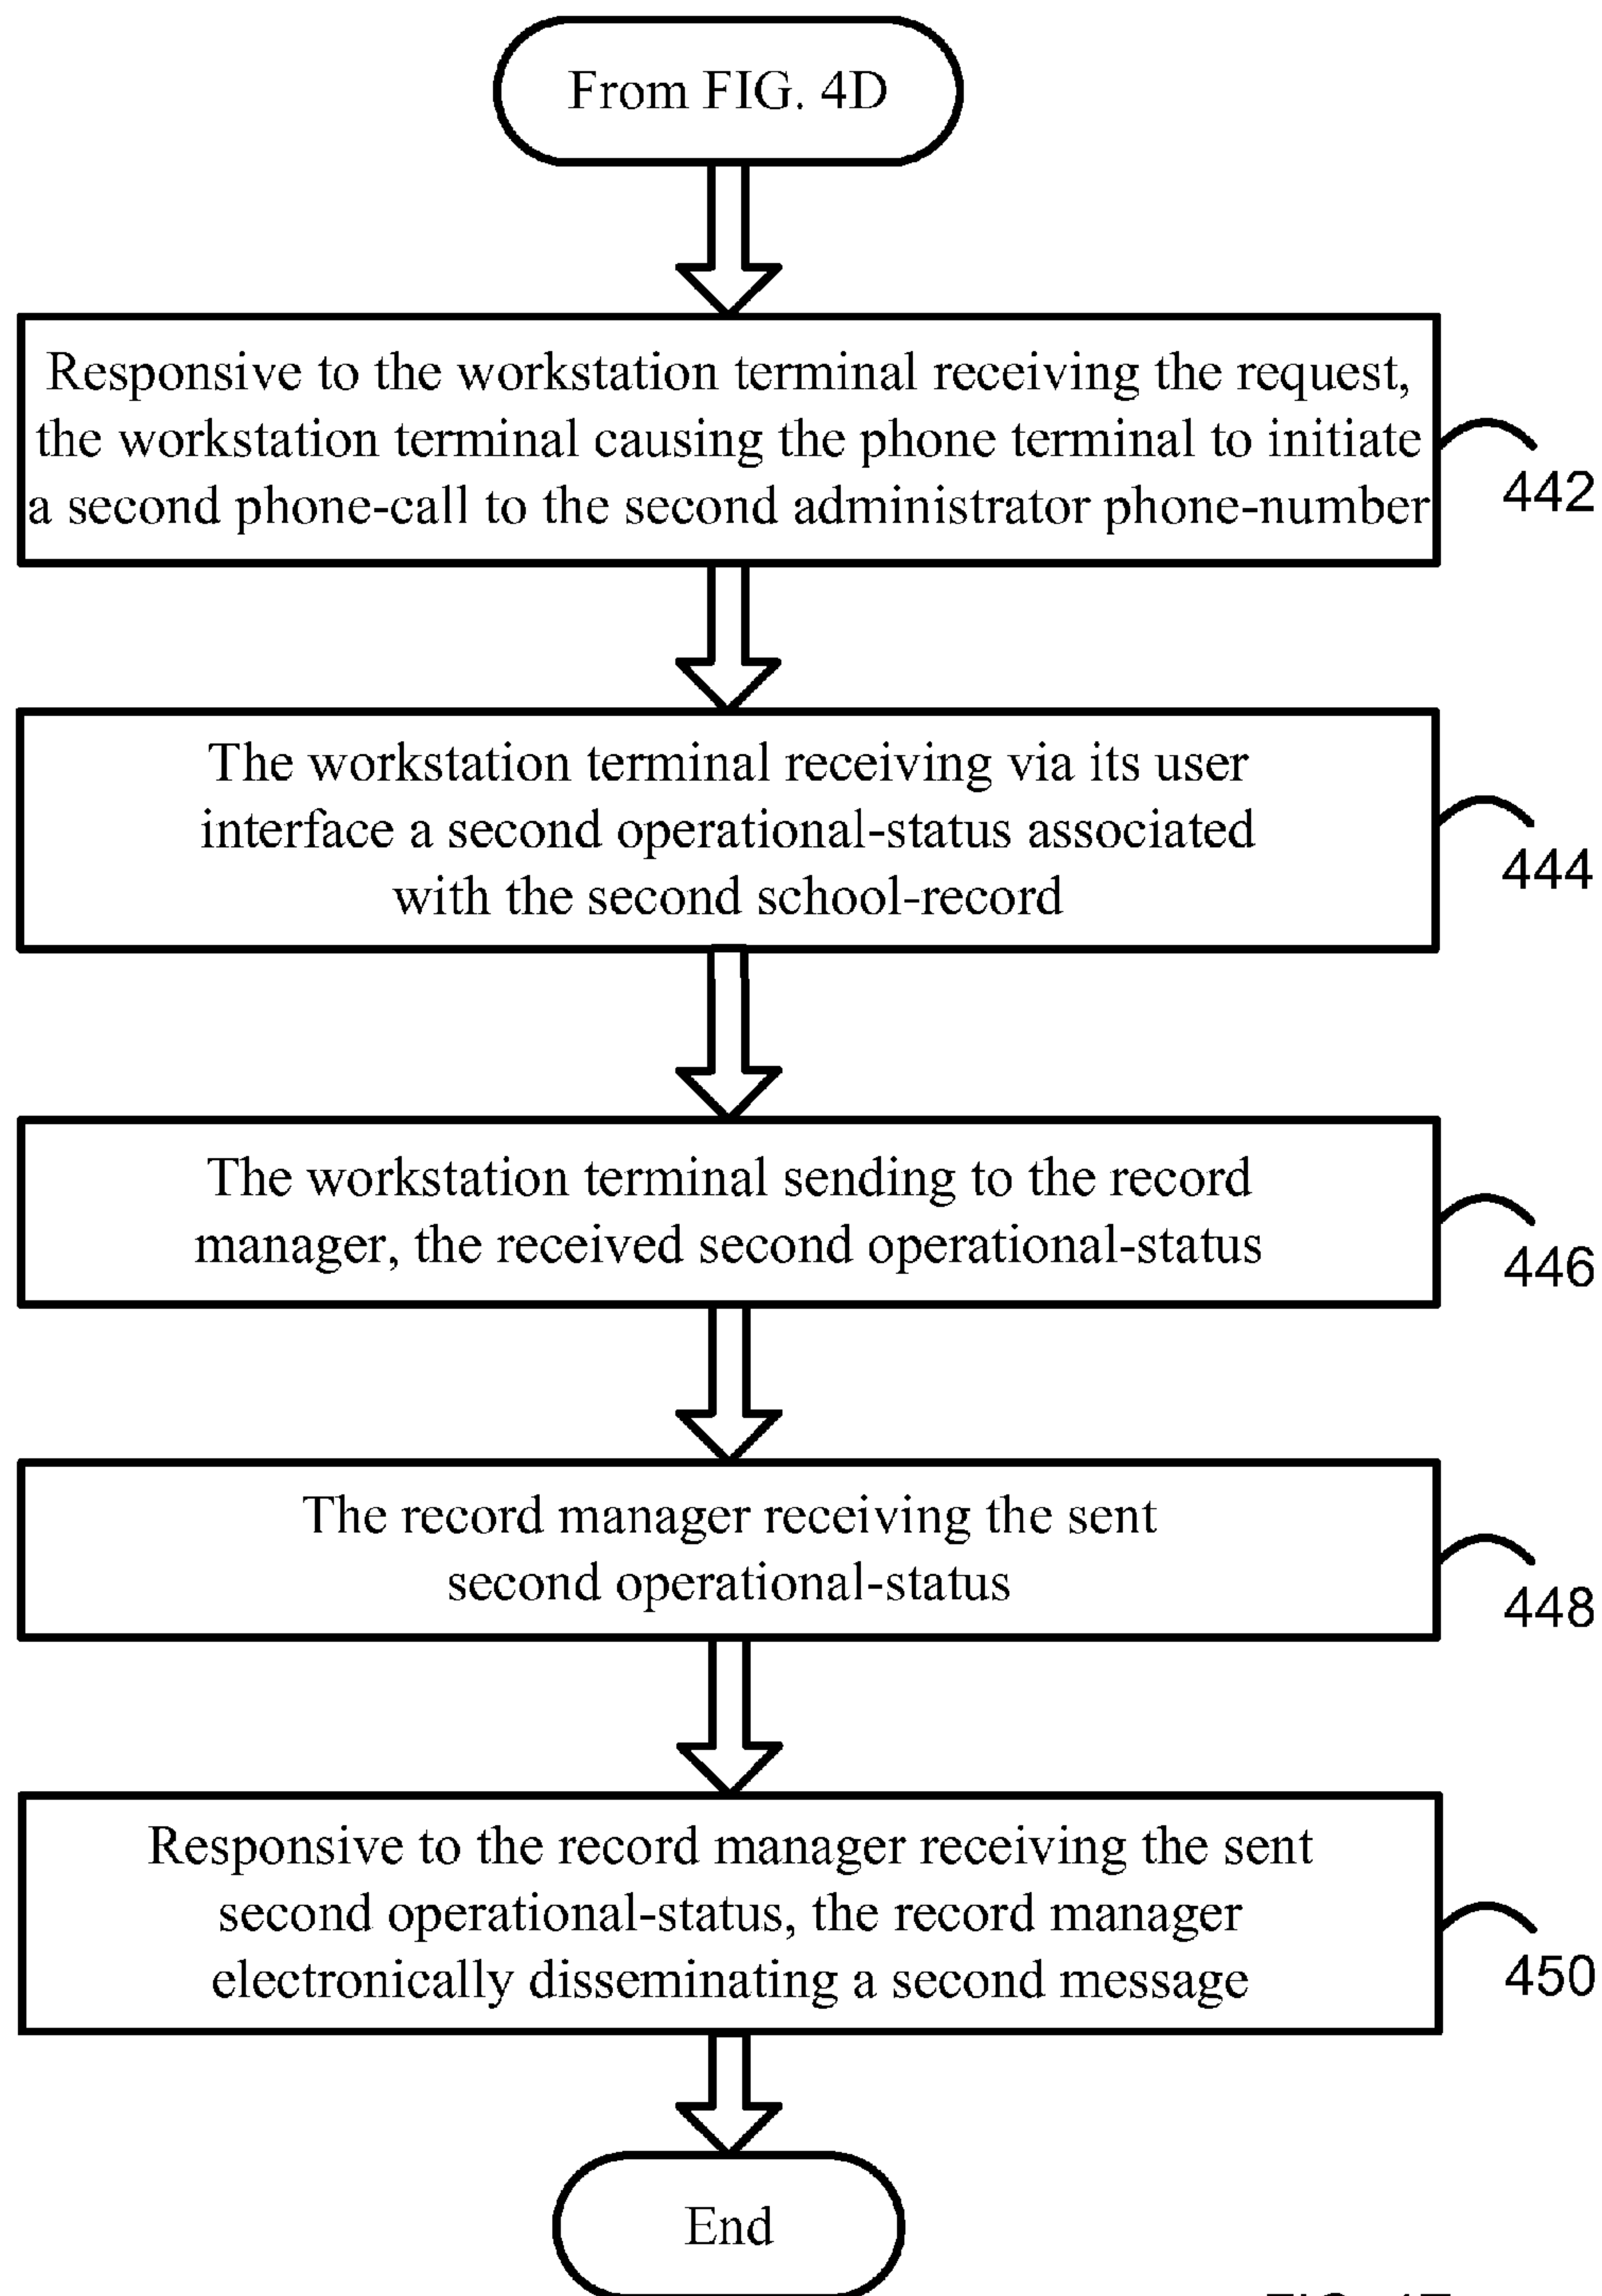 From FIG. 4D
Responsive to the workstation terminal receiving the request,
the workstation terminal causing the phone terminal to initiate
a second phone-call to the second administrator phone-number
442
The workstation terminal receiving via its user
interface a second operational-status associated
with the second school-record
444
The workstation terminal sending to the record
manager, the received second operational-status
446
The record manager receiving the sent
second operational-status
448
Responsive to the record manager receiving the sent
second operational-status, the record manager
electronically disseminating a second message
450
End